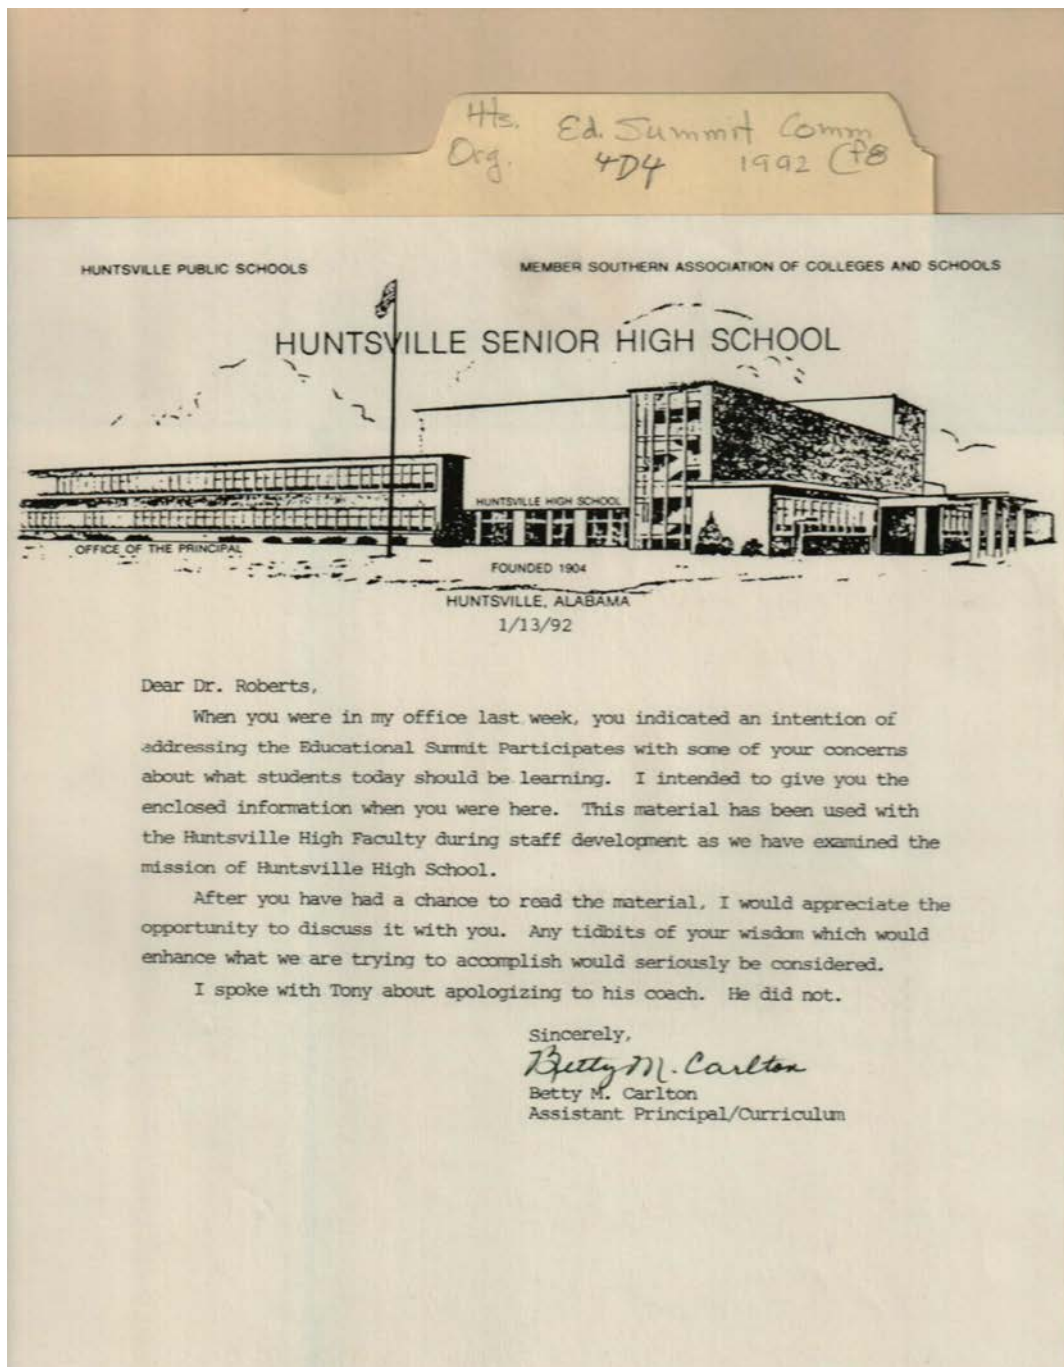 Hts. Ed. Summit Comm
Org. 4D4 1992 Cf8
HUNTSVILLE PUBLIC SCHOOLS MEMBER SOUTHERN ASSOCIATION OF COLLEGES AND SCHOOLS
HUNTSVILLE SENIOR HIGH SCHOOL
HUNTSVILLE HIGH SCHOOL
OFFICE OF THE PRINCIPAL
FOUNDED 1904
HUNTSVILLE, ALABAMA
1/13/92
Dear Dr. Roberts,
When you were in my office last week, you indicated an intention of
addressing the Educational Summit Participates with some of your concerns
about what students today should be learning. I intended to give you the
enclosed information when you were here. This material has been used with
the Huntsville High Faculty during staff development as we have examined the
mission of Huntsville High School.
After you have had a chance to read the material, I would appreciate the
opportunity to discuss it with you. Any tidbits of your wisdom which would
enhance what we are trying to accomplish would seriously be considered.
I spoke with Tony about apologizing to his coach. He did not.
Sincerely,
Betty M. Carlton
Betty M. Carlton
Assistant Principal/Curriculum